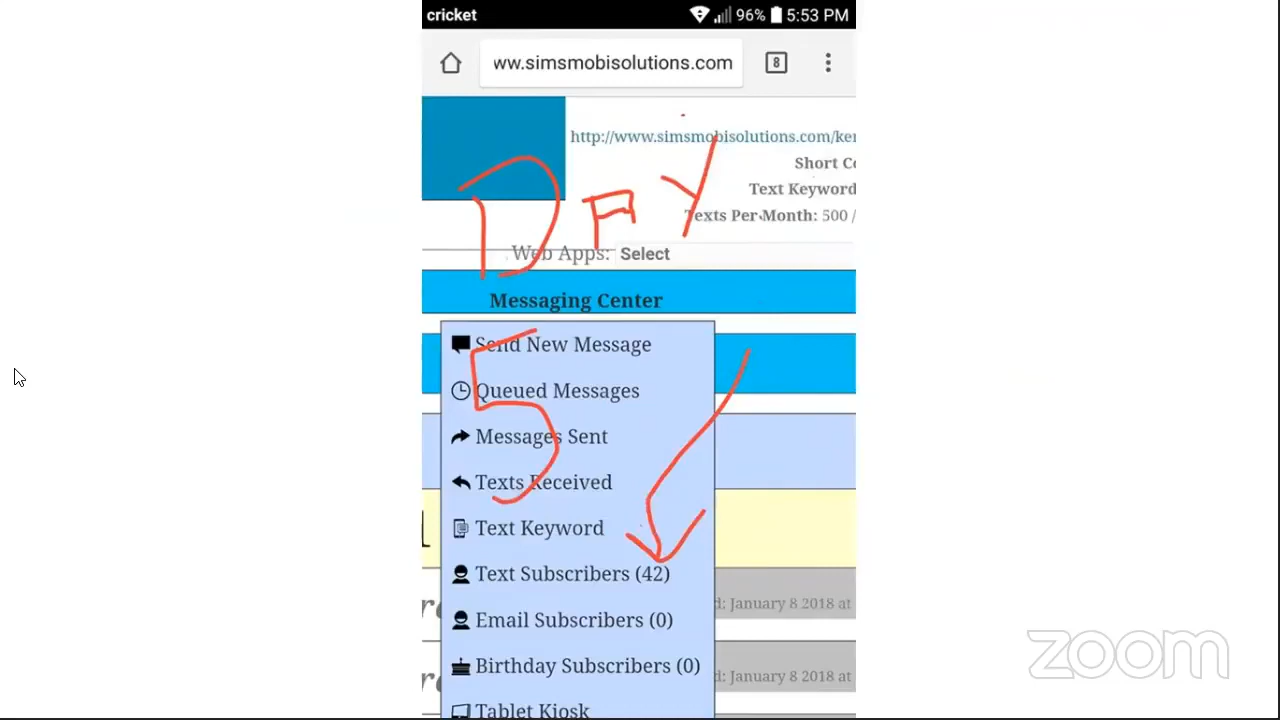 cricket 96% 5:53 PM
ww.simsmobisolutions.com 8
http://www.simsmobisolutions.com/ke
Short C
Text Keyword
Texts Per Month: 500 /
DAY
Web Apps: Select
Messaging Center
Send New Message
5
Queued Messages
Messages Sent
Texts Received
Text Keyword
Text Subscribers (42)
d: January 8 2018 at
Email Subscribers (0)
Birthday Subscribers (0)
d: January 8 2018 at
Tablet Kiosk
zoom